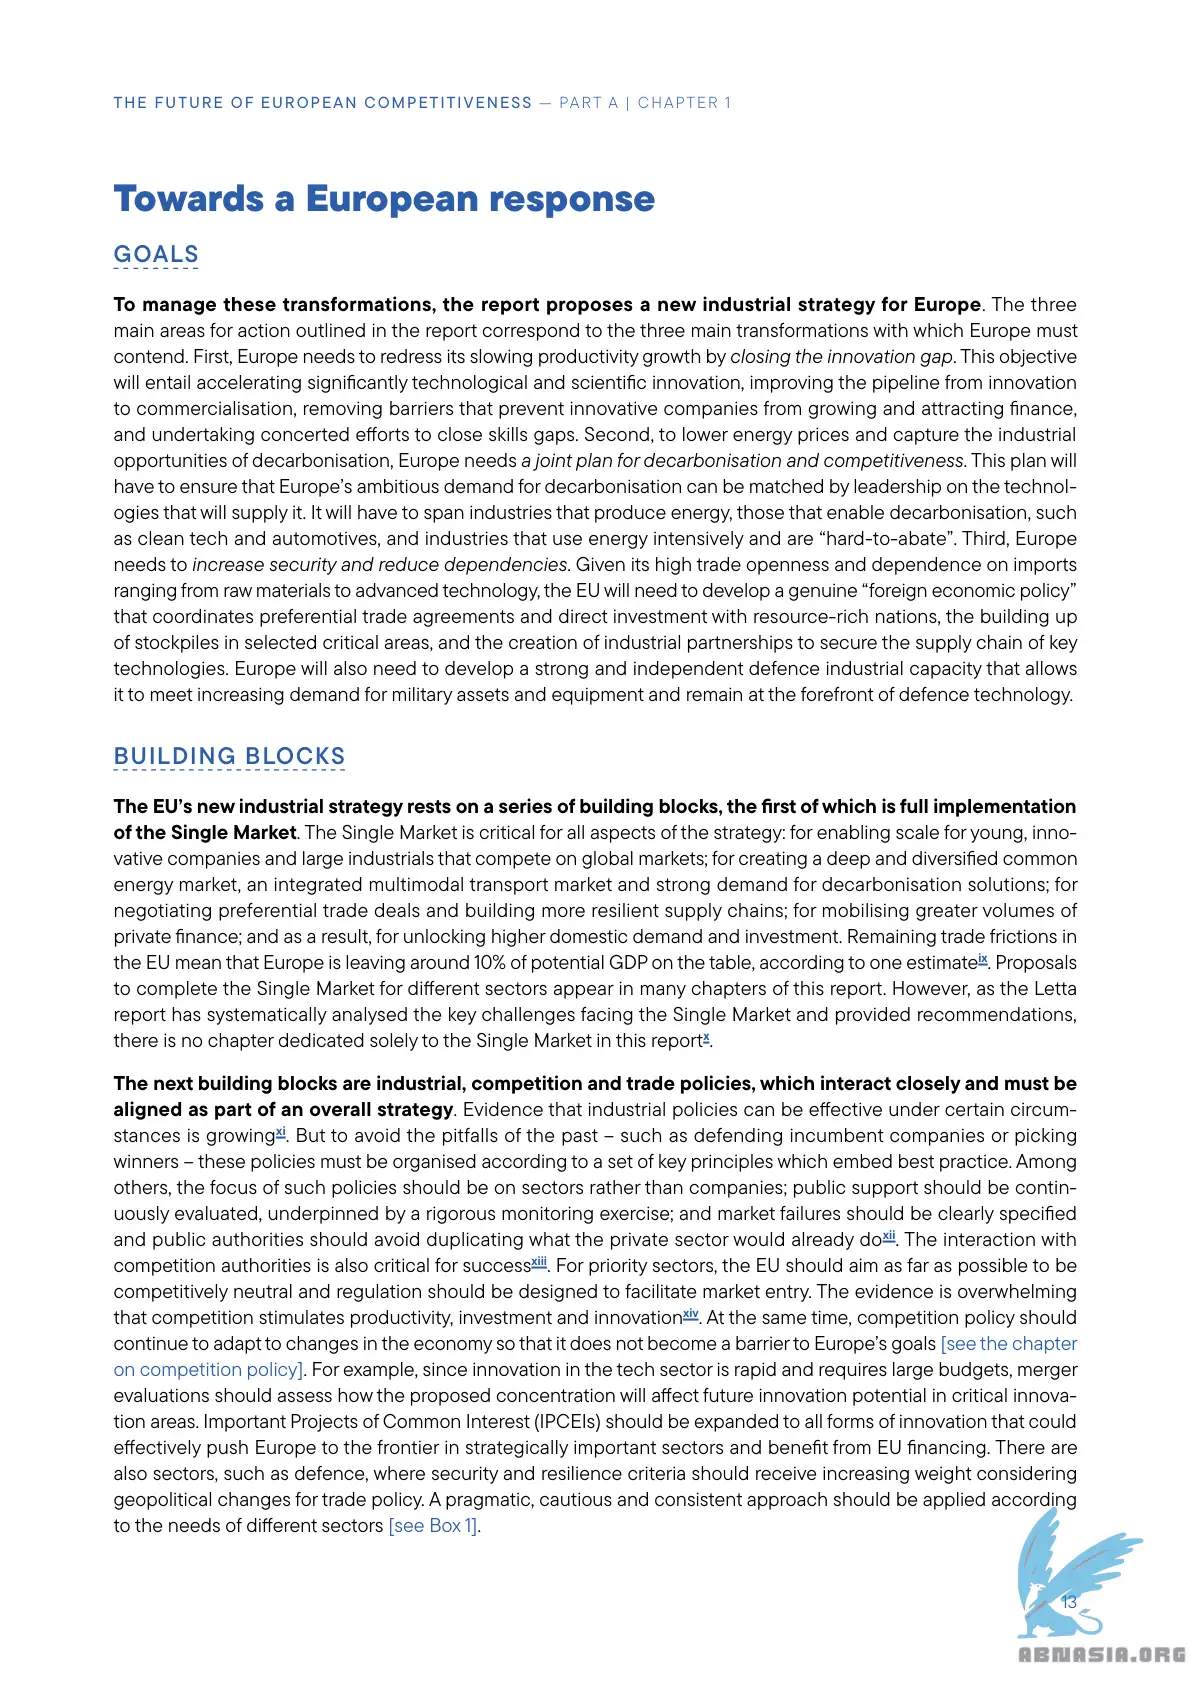 THE FUTURE OF EUROPEAN COMPETITIVENESS — PART A | CHAPTER 1
Towards a European response
GOALS
To manage these transformations, the report proposes a new industrial strategy for Europe. The three
main areas for action outlined in the report correspond to the three main transformations with which Europe must
contend. First, Europe needs to redress its slowing productivity growth by closing the innovation gap. This objective
will entail accelerating significantly technological and scientific innovation, improving the pipeline from innovation
to commercialisation, removing barriers that prevent innovative companies from growing and attracting finance,
and undertaking concerted efforts to close skills gaps. Second, to lower energy prices and capture the industrial
opportunities of decarbonisation, Europe needs a joint plan for decarbonisation and competitiveness. This plan will
have to ensure that Europe’s ambitious demand for decarbonisation can be matched by leadership on the technol-
ogies that will supply it. It will have to span industries that produce energy, those that enable decarbonisation, such
as clean tech and automotives, and industries that use energy intensively and are “hard-to-abate”. Third, Europe
needs to increase security and reduce dependencies. Given its high trade openness and dependence on imports
ranging from raw materials to advanced technology, the EU will need to develop a genuine “foreign economic policy”
that coordinates preferential trade agreements and direct investment with resource-rich nations, the building up
of stockpiles in selected critical areas, and the creation of industrial partnerships to secure the supply chain of key
technologies. Europe will also need to develop a strong and independent defence industrial capacity that allows
it to meet increasing demand for military assets and equipment and remain at the forefront of defence technology.
BUILDING BLOCKS
The EU’s new industrial strategy rests on a series of building blocks, the first of which is full implementation
of the Single Market. The Single Market is critical for all aspects of the strategy: for enabling scale for young, inno-
vative companies and large industrials that compete on global markets; for creating a deep and diversified common
energy market, an integrated multimodal transport market and strong demand for decarbonisation solutions; for
negotiating preferential trade deals and building more resilient supply chains; for mobilising greater volumes of
private finance; and as a result, for unlocking higher domestic demand and investment. Remaining trade frictions in
the EU mean that Europe is leaving around 10% of potential GDP on the table, according to one estimateix. Proposals
to complete the Single Market for different sectors appear in many chapters of this report. However, as the Letta
report has systematically analysed the key challenges facing the Single Market and provided recommendations,
there is no chapter dedicated solely to the Single Market in this reportx.
The next building blocks are industrial, competition and trade policies, which interact closely and must be
aligned as part of an overall strategy. Evidence that industrial policies can be effective under certain circum-
stances is growingxi. But to avoid the pitfalls of the past – such as defending incumbent companies or picking
winners – these policies must be organised according to a set of key principles which embed best practice. Among
others, the focus of such policies should be on sectors rather than companies; public support should be contin-
uously evaluated, underpinned by a rigorous monitoring exercise; and market failures should be clearly specified
and public authorities should avoid duplicating what the private sector would already doxii. The interaction with
competition authorities is also critical for successxiii. For priority sectors, the EU should aim as far as possible to be
competitively neutral and regulation should be designed to facilitate market entry. The evidence is overwhelming
that competition stimulates productivity, investment and innovationxiv. At the same time, competition policy should
continue to adapt to changes in the economy so that it does not become a barrier to Europe’s goals [see the chapter
on competition policy]. For example, since innovation in the tech sector is rapid and requires large budgets, merger
evaluations should assess how the proposed concentration will affect future innovation potential in critical innova-
tion areas. Important Projects of Common Interest (IPCEIs) should be expanded to all forms of innovation that could
effectively push Europe to the frontier in strategically important sectors and benefit from EU financing. There are
also sectors, such as defence, where security and resilience criteria should receive increasing weight considering
geopolitical changes for trade policy. A pragmatic, cautious and consistent approach should be applied according
to the needs of different sectors [see Box 1].
13
ABNASIA.ORG